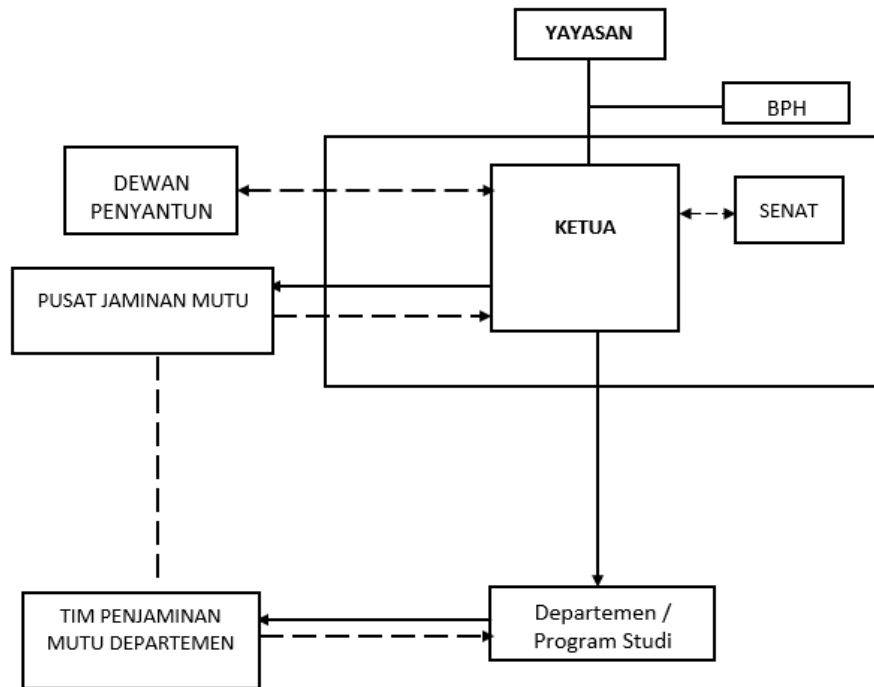 YAYASAN
BPH
DEWAN
PENYANTUN
KETUA
SENAT
PUSAT JAMINAN MUTU
TIM PENJAMINAN
MUTU DEPARTEMEN
Departemen /
Program Studi